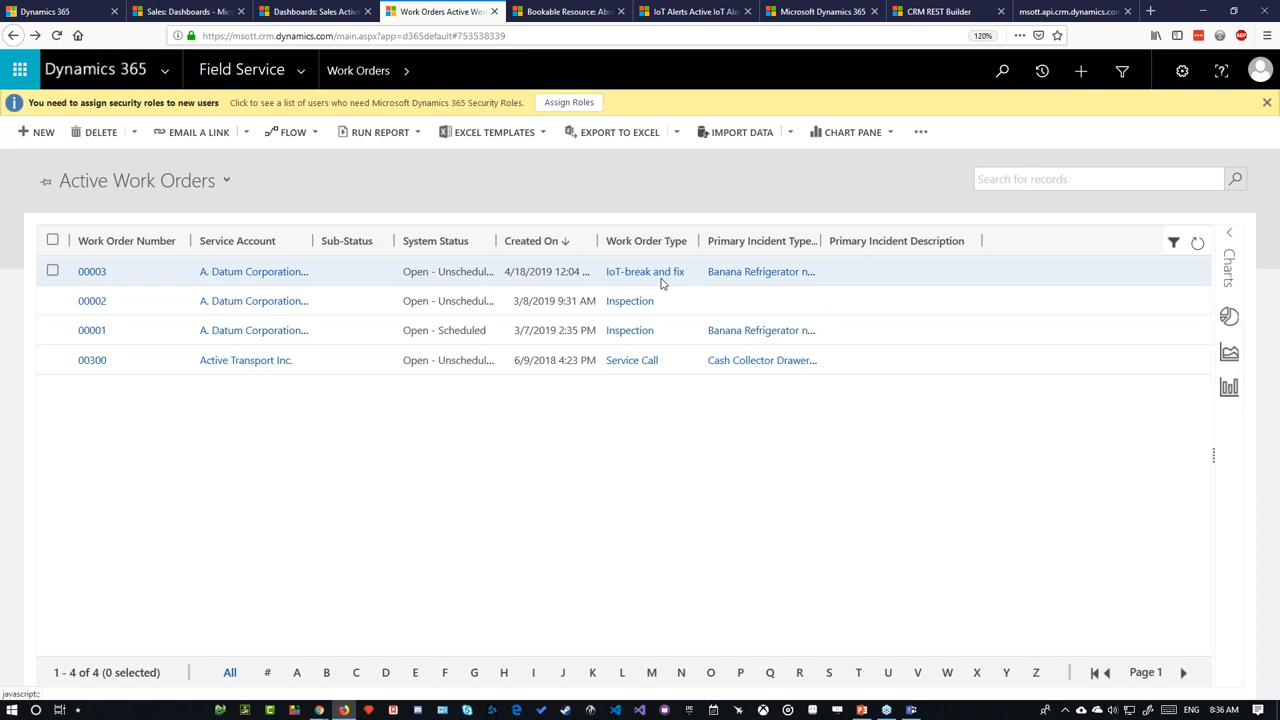 Dynamics 365
Sales: Dashboards - Mic
Dashboards: Sales Activi
Work Orders Active Wor
Bookable Resource: Abra
IoT Alerts Active IoT Ale
Microsoft Dynamics 365
CRM REST Builder
msott.api.crm.dynamics.com/
https://msott.crm.dynamics.com/main.aspx?app=d365default#753538339
120%
Dynamics 365
Field Service
Work Orders
You need to assign security roles to new users
Click to see a list of users who need Microsoft Dynamics 365 Security Roles.
Assign Roles
NEW
DELETE
EMAIL A LINK
FLOW
RUN REPORT
EXCEL TEMPLATES
EXPORT TO EXCEL
IMPORT DATA
CHART PANE
Active Work Orders
Search for records
Work Order Number
Service Account
Sub-Status
System Status
Created On
Work Order Type
Primary Incident Type...
Primary Incident Description
00003 A. Datum Corporation... Open - Unschedul... 4/18/2019 12:04 ... IoT-break and fix Banana Refrigerator n...
00002 A. Datum Corporation... Open - Unschedul... 3/8/2019 9:31 AM Inspection
00001 A. Datum Corporation... Open - Scheduled 3/7/2019 2:35 PM Inspection Banana Refrigerator n...
00300 Active Transport Inc. Open - Unschedul... 6/9/2018 4:23 PM Service Call Cash Collector Drawer...
Charts
1 - 4 of 4 (0 selected)
All # A B C D E F G H I J K L M N O P Q R S T U V W X Y Z
Page 1
javascript:;
ENG
8:36 AM